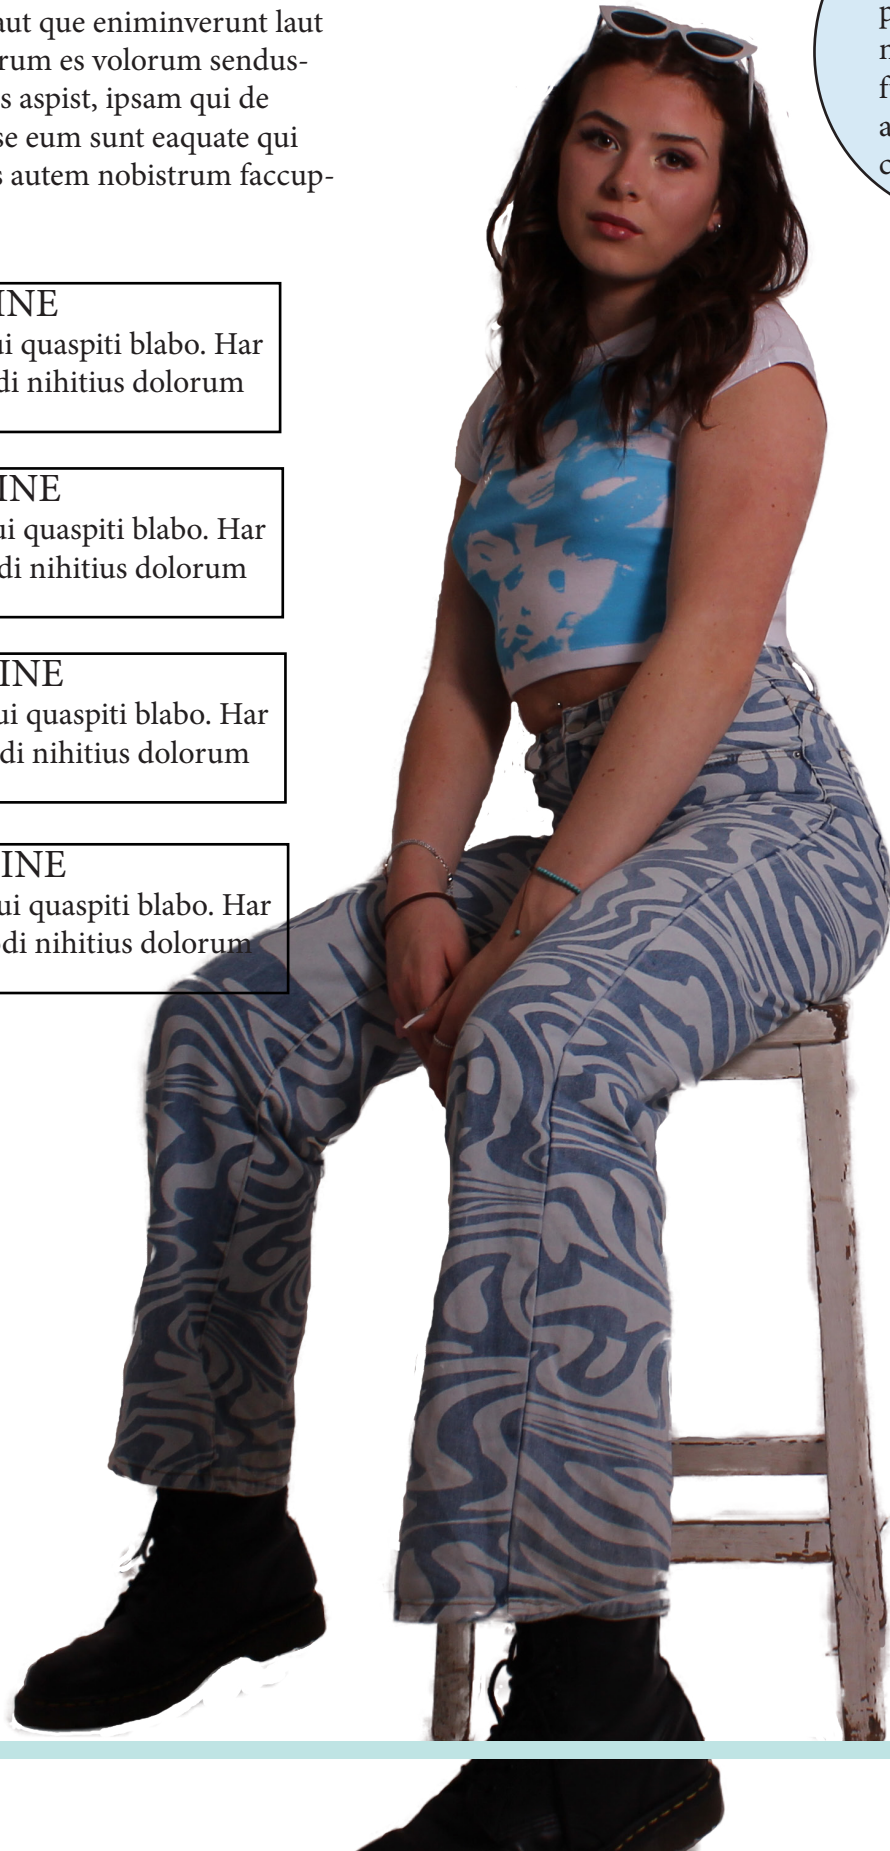 aut que eniminverunt laut
rum es volorum sendus-
s aspist, ipsam qui de
se eum sunt eaquate qui
s autem nobistrum faccup-
INE
ui quaspiti blabo. Har
di nihitius dolorum
INE
ui quaspiti blabo. Har
di nihitius dolorum
INE
ui quaspiti blabo. Har
di nihitius dolorum
INE
ui quaspiti blabo. Har
di nihitius dolorum